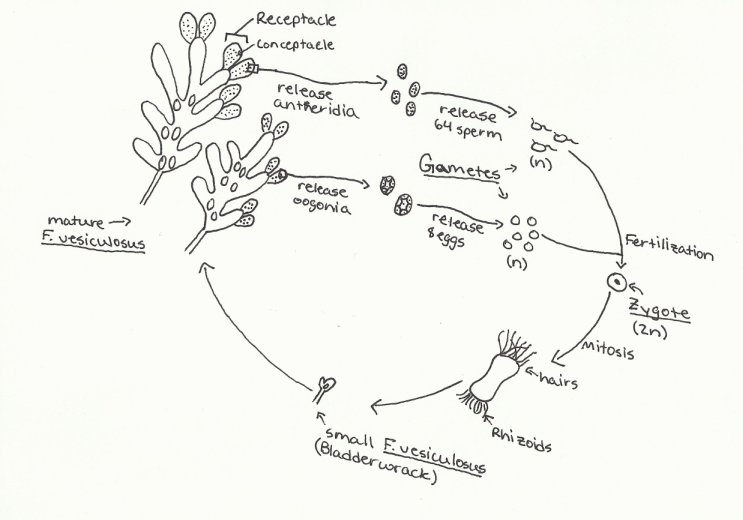 Receptacle
Conceptacle
release
antheridia
release
64 sperm
(n)
Gametes
release
oogonia
release
8 eggs
(n)
mature
F. vesiculosus
Fertilization
Zygote
(2n)
Mitosis
hairs
Rhizoids
small F. vesiculosus
(Bladderwrack)